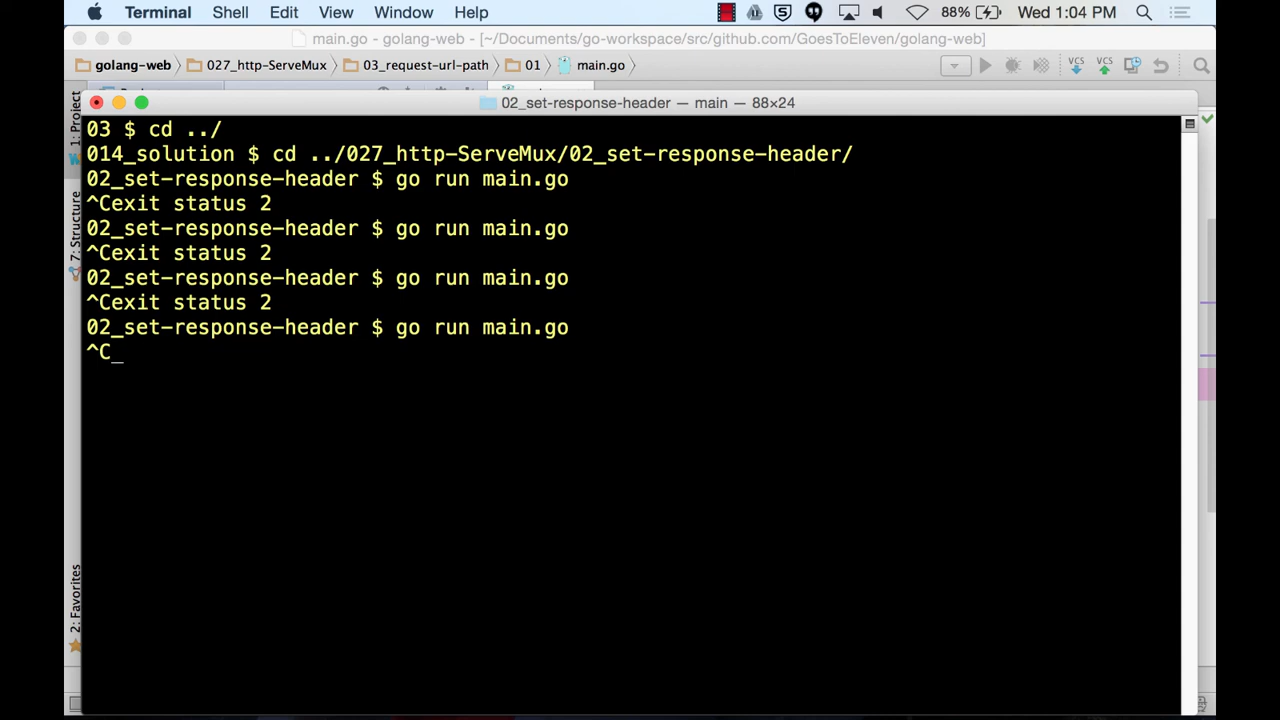 Terminal Shell Edit View Window Help 88% Wed 1:04 PM
main.go - golang-web - [~/Documents/go-workspace/src/github.com/GoesToEleven/golang-web]
golang-web 027_http-ServeMux 03_request-url-path 01 main.go VCS VCS
02_set-response-header — main — 88×24
1: Project
7: Structure
2: Favorites
03 $ cd ../
014_solution $ cd ../027_http-ServeMux/02_set-response-header/
02_set-response-header $ go run main.go
^Cexit status 2
02_set-response-header $ go run main.go
^Cexit status 2
02_set-response-header $ go run main.go
^Cexit status 2
02_set-response-header $ go run main.go
^C_